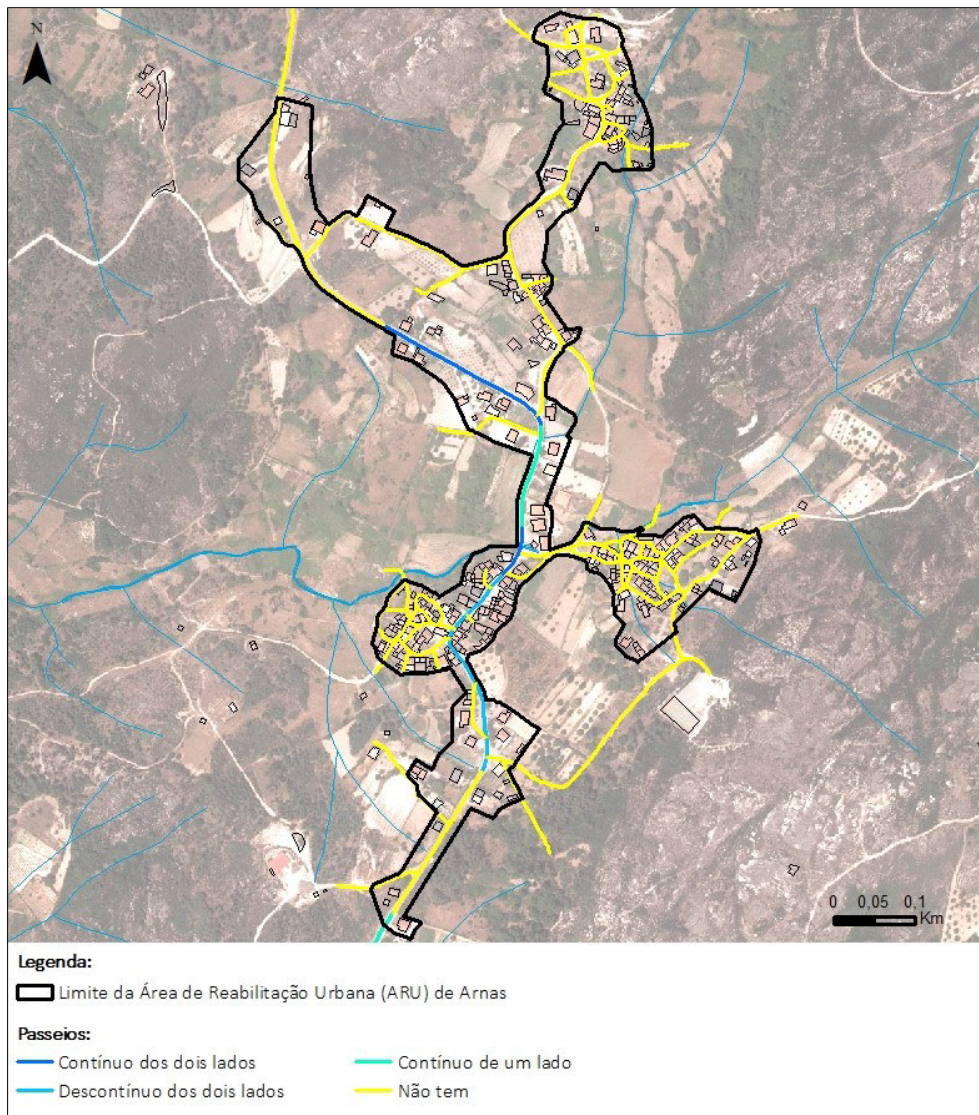 N
0 0,05 0,1
Km
Legenda:
Limite da Área de Reabilitação Urbana (ARU) de Arnas
Passeios:
Contínuo dos dois lados
Contínuo de um lado
Descontínuo dos dois lados
Não tem